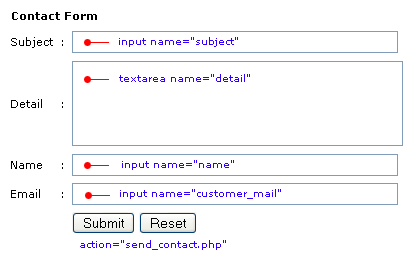 Contact Form
Subject : input name="subject"
textarea name="detail"
Detail :
Name : input name="name"
Email : input name="customer_mail"
Submit Reset
action="send_contact.php"